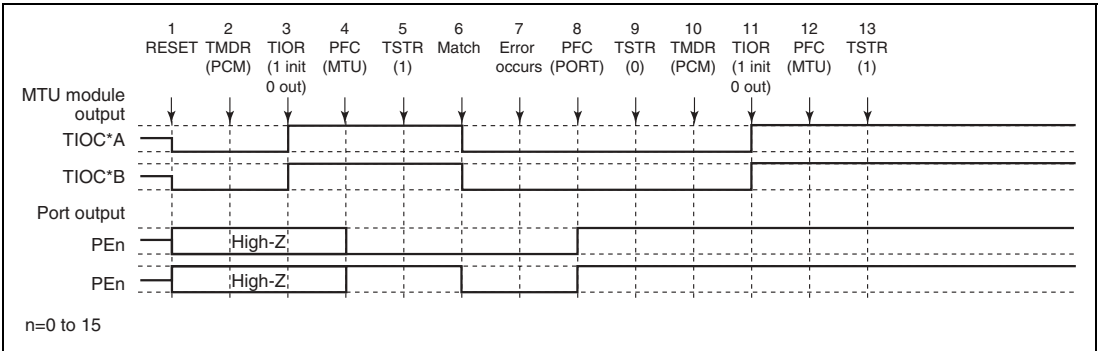 1 2 3 4 5 6 7 8 9 10 11 12 13
RESET TMDR TIOR PFC TSTR Match Error PFC TSTR TMDR TIOR PFC TSTR
(PCM) (1 init (MTU) (1) occurs (PORT) (0) (PCM) (1 init (MTU) (1)
0 out) 0 out)
MTU module
output
TIOC*A
TIOC*B
Port output
PEn High-Z
PEn High-Z
n=0 to 15